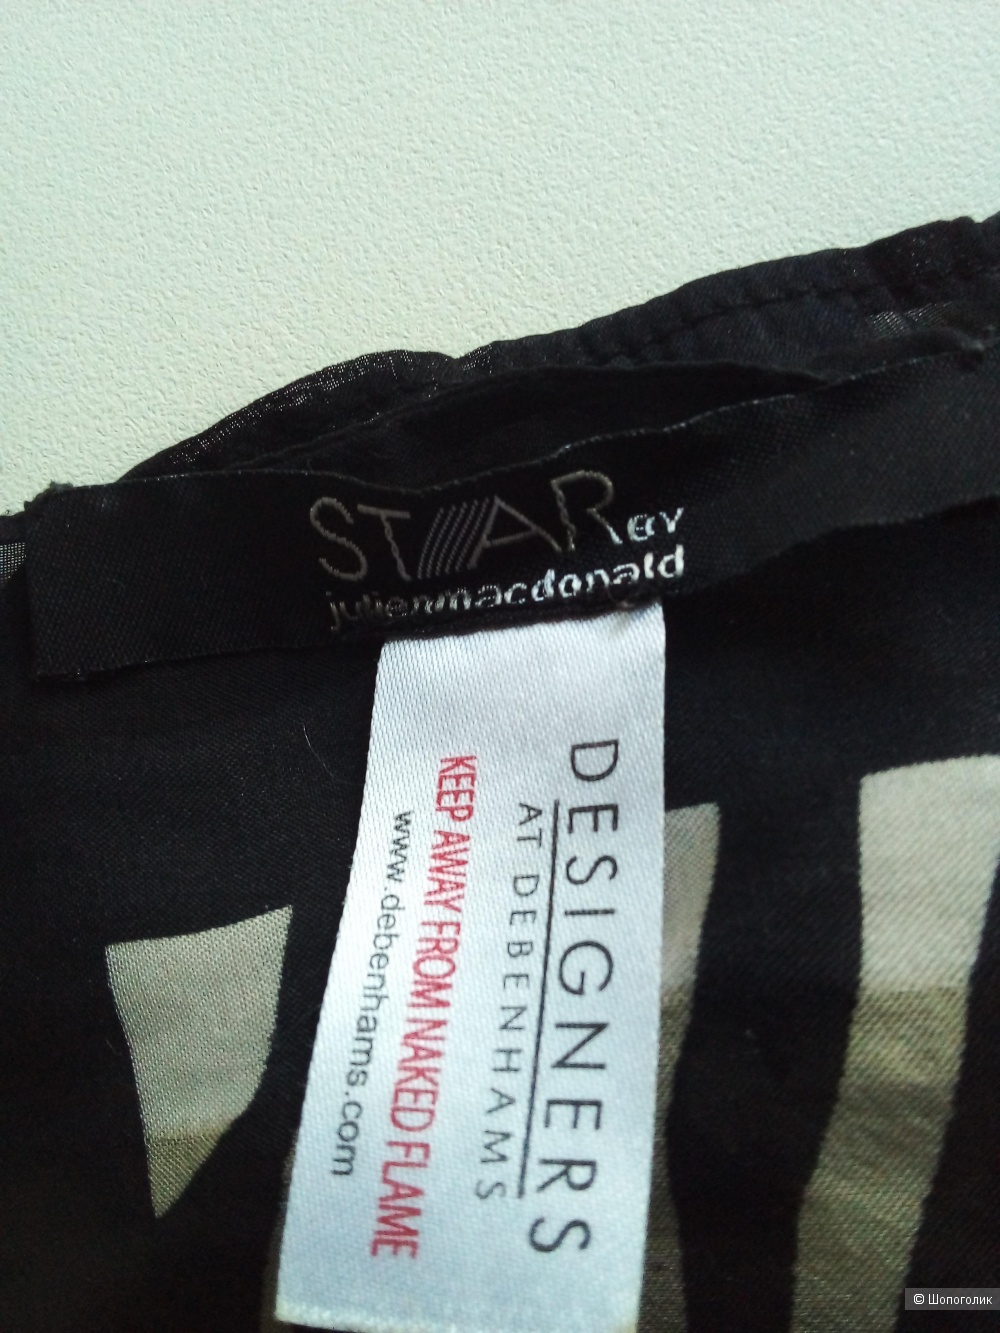 STAR BY
julienmacdonald
DESIGNERS
AT DEBENHAMS
KEEP AWAY FROM NAKED FLAME
www.debenhams.com
© Шопоголик